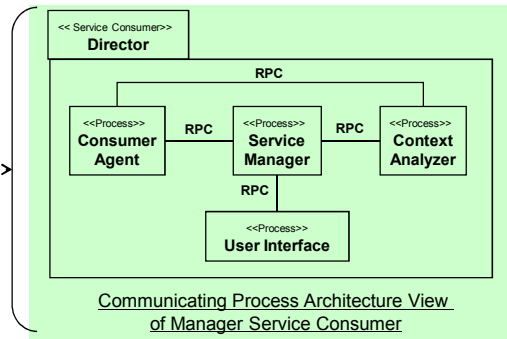 << Service Consumer>>
Director
RPC
<<Process>>
Consumer
Agent
RPC
<<Process>>
Service
Manager
RPC
<<Process>>
Context
Analyzer
RPC
<<Process>>
User Interface
Communicating Process Architecture View
of Manager Service Consumer